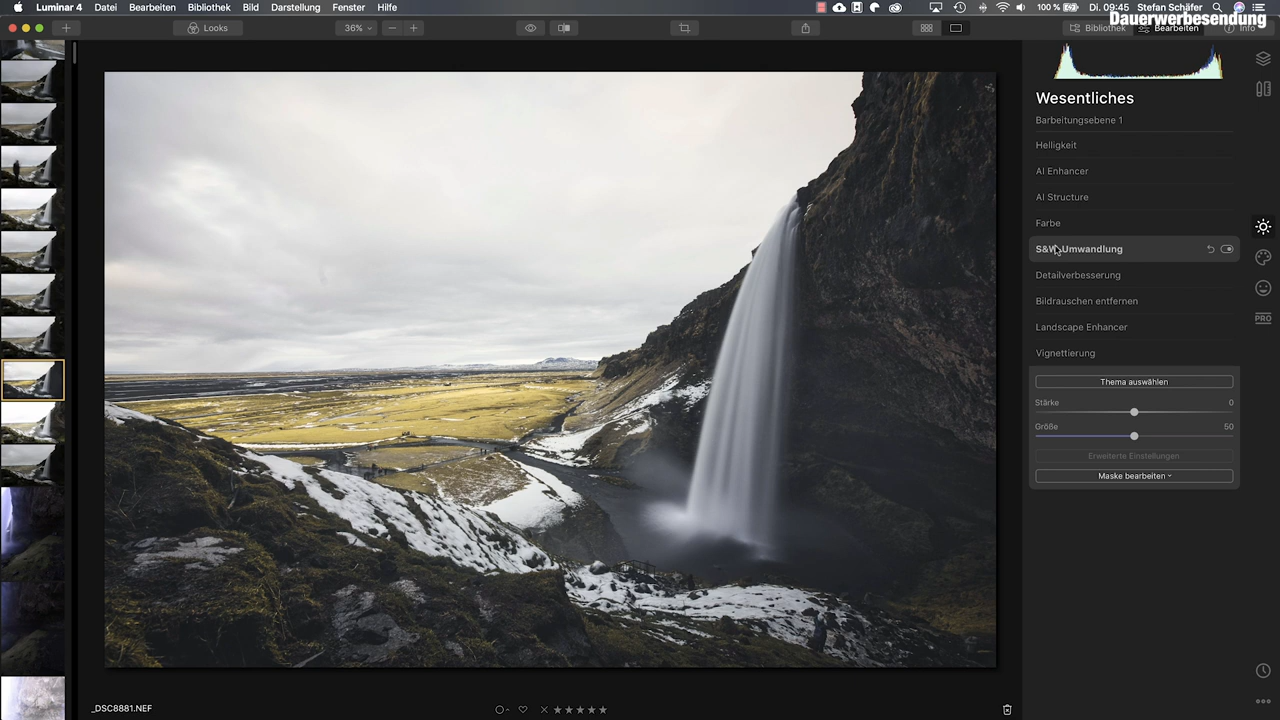 Luminar 4 Datei Bearbeiten Bibliothek Bild Darstellung Fenster Hilfe 100 % Di. 09:45 Stefan Schäfer
Dauerwerbesendung
Looks 36% Bibliothek Bearbeiten Info
Wesentliches
Barbeitungsebene 1
Helligkeit
AI Enhancer
AI Structure
Farbe
S&W-Umwandlung
Detailverbesserung
Bildrauschen entfernen
PRO
Landscape Enhancer
Vignettierung
Thema auswählen
Stärke 0
Größe 50
Erweiterte Einstellungen
Maske bearbeiten
_DSC8881.NEF